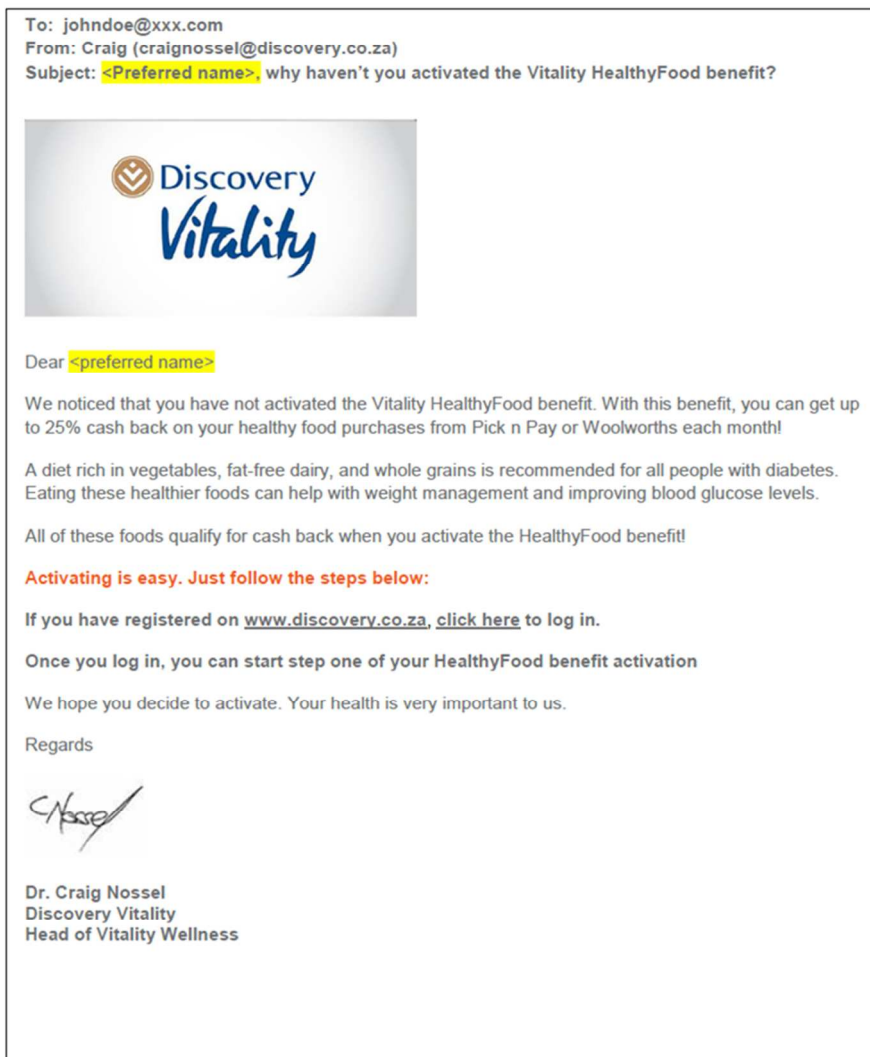 To: johndoe@xxx.com
From: Craig (craignossel@discovery.co.za)
Subject: <Preferred name>, why haven't you activated the Vitality HealthyFood benefit?
Discovery
Vitality
Dear <preferred name>
We noticed that you have not activated the Vitality HealthyFood benefit. With this benefit, you can get up
to 25% cash back on your healthy food purchases from Pick n Pay or Woolworths each month!
A diet rich in vegetables, fat-free dairy, and whole grains is recommended for all people with diabetes.
Eating these healthier foods can help with weight management and improving blood glucose levels.
All of these foods qualify for cash back when you activate the HealthyFood benefit!
Activating is easy. Just follow the steps below:
If you have registered on www.discovery.co.za, click here to log in.
Once you log in, you can start step one of your HealthyFood benefit activation
We hope you decide to activate. Your health is very important to us.
Regards
CNossel
Dr. Craig Nossel
Discovery Vitality
Head of Vitality Wellness